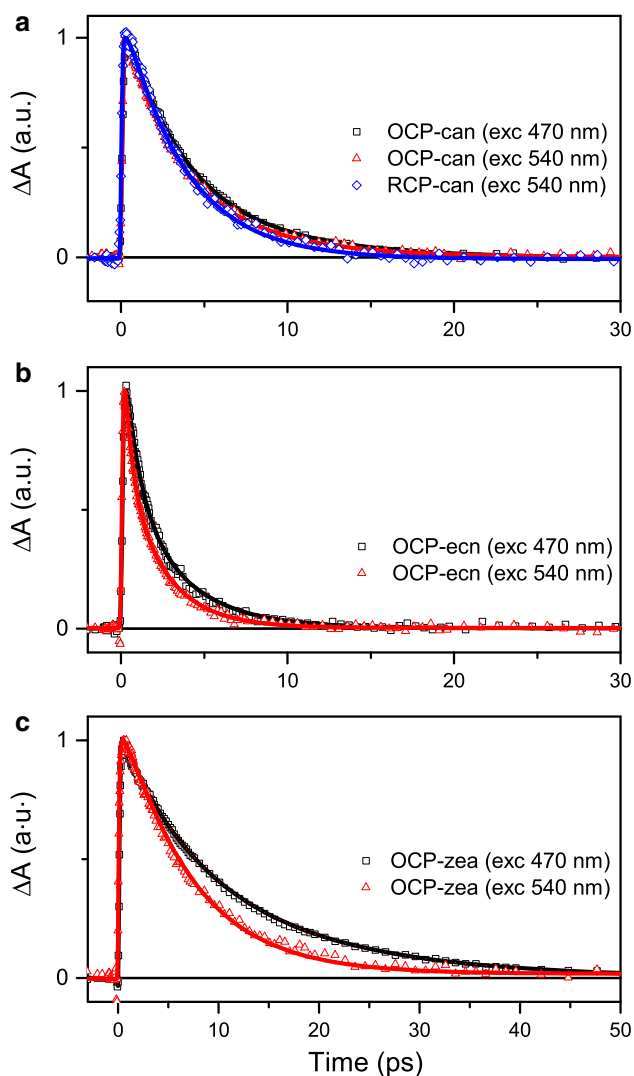 a
ΔA (a.u.)
1
0
OCP-can (exc 470 nm)
OCP-can (exc 540 nm)
RCP-can (exc 540 nm)
0 10 20 30
b
ΔA (a.u.)
1
0
OCP-ecn (exc 470 nm)
OCP-ecn (exc 540 nm)
0 10 20 30
c
ΔA (a·u·)
1
0
OCP-zea (exc 470 nm)
OCP-zea (exc 540 nm)
0 10 20 30 40 50
Time (ps)